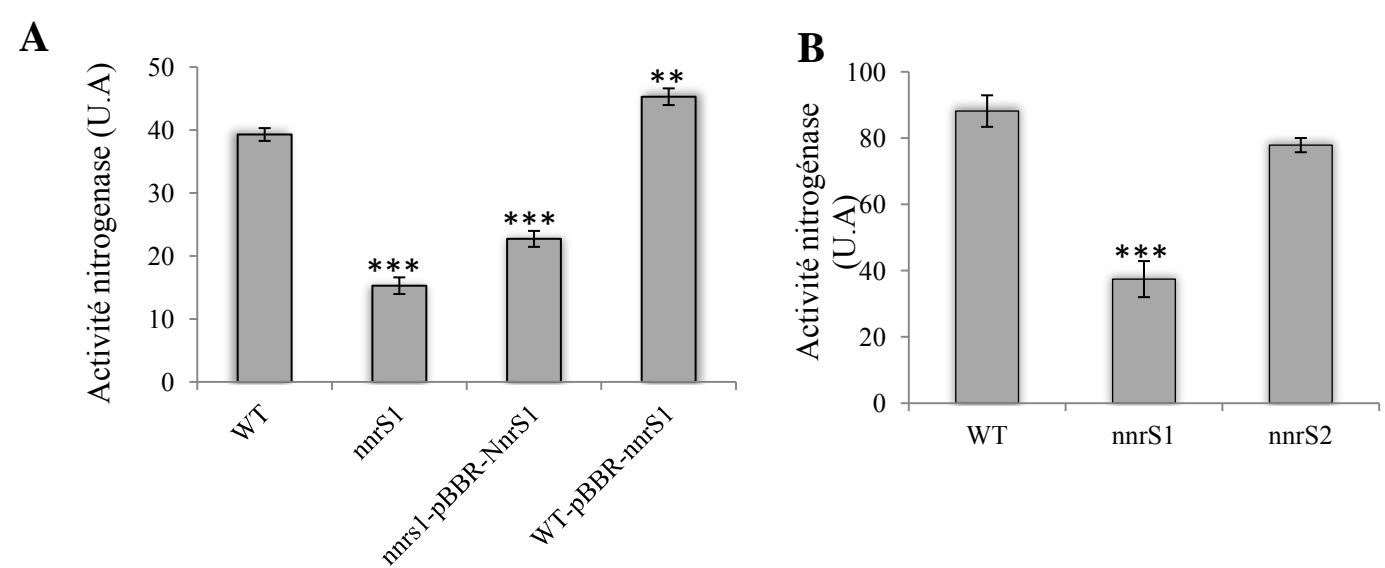 A
Activité nitrogenase (U.A)
50
40
30
20
10
0
***
***
**
WT
nnrS1
nnrs1-pBBR-NnrS1
WT-pBBR-nnrS1
B
Activité nitrogénase
(U.A)
100
80
60
40
20
0
***
WT
nnrS1
nnrS2